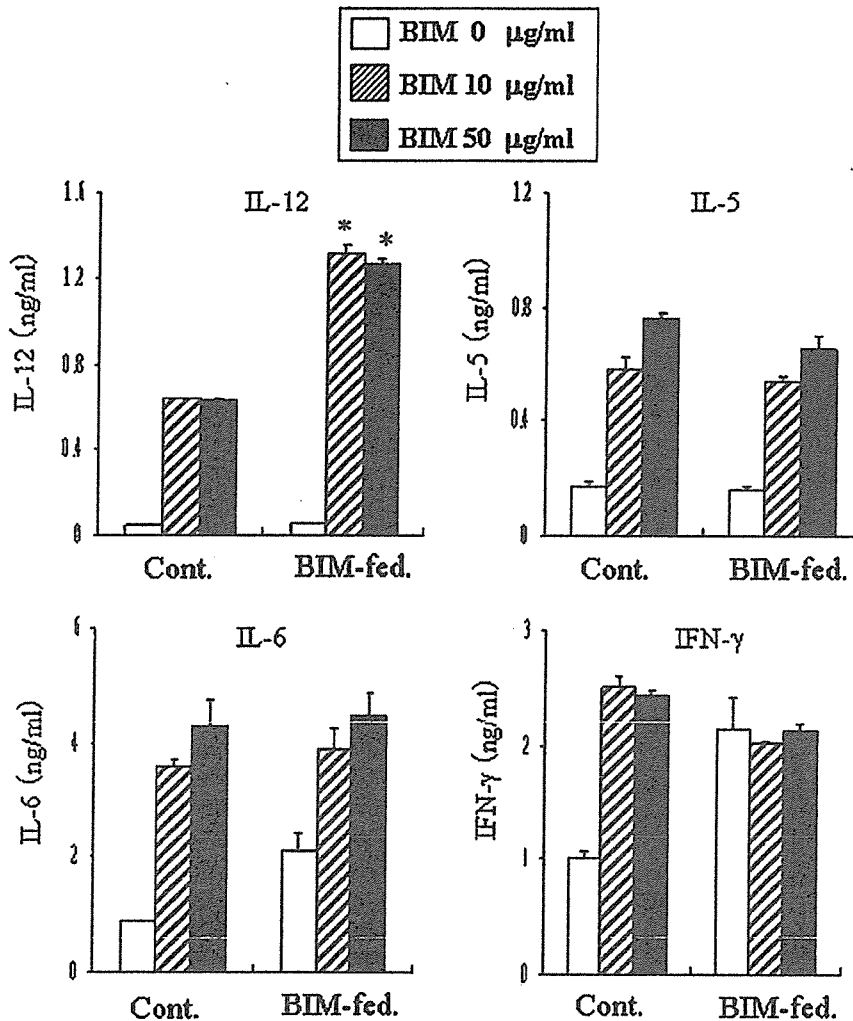 BIM 0 μg/ml
BIM 10 μg/ml
BIM 50 μg/ml
IL-12
1.6
1.2
0.8
0.4
0
IL-12 (ng/ml)
*
*
Cont.
BIM-fed.
IL-5
1.2
0.8
0.4
0
IL-5 (ng/ml)
Cont.
BIM-fed.
IL-6
6
4
2
0
IL-6 (ng/ml)
Cont.
BIM-fed.
IFN-γ
3
2
1
0
IFN-γ (ng/ml)
Cont.
BIM-fed.